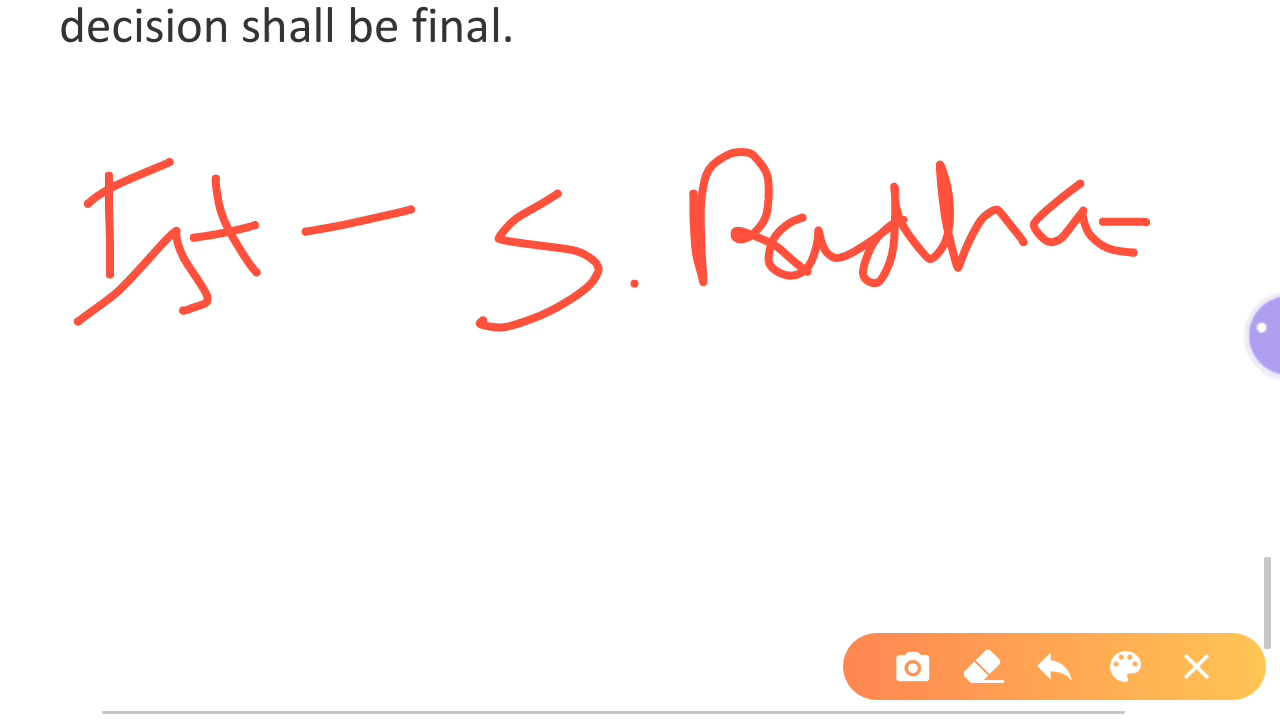 decision shall be final.
Ist - S. Radha-